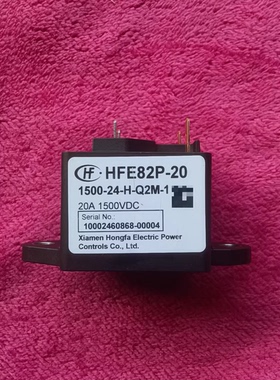 HF HFE82P-20
1500-24-H-Q2M-1
20A 1500VDC
Serial No.:
10002460868-00004
Xiamen Hongfa Electric Power
Controls Co., Ltd.